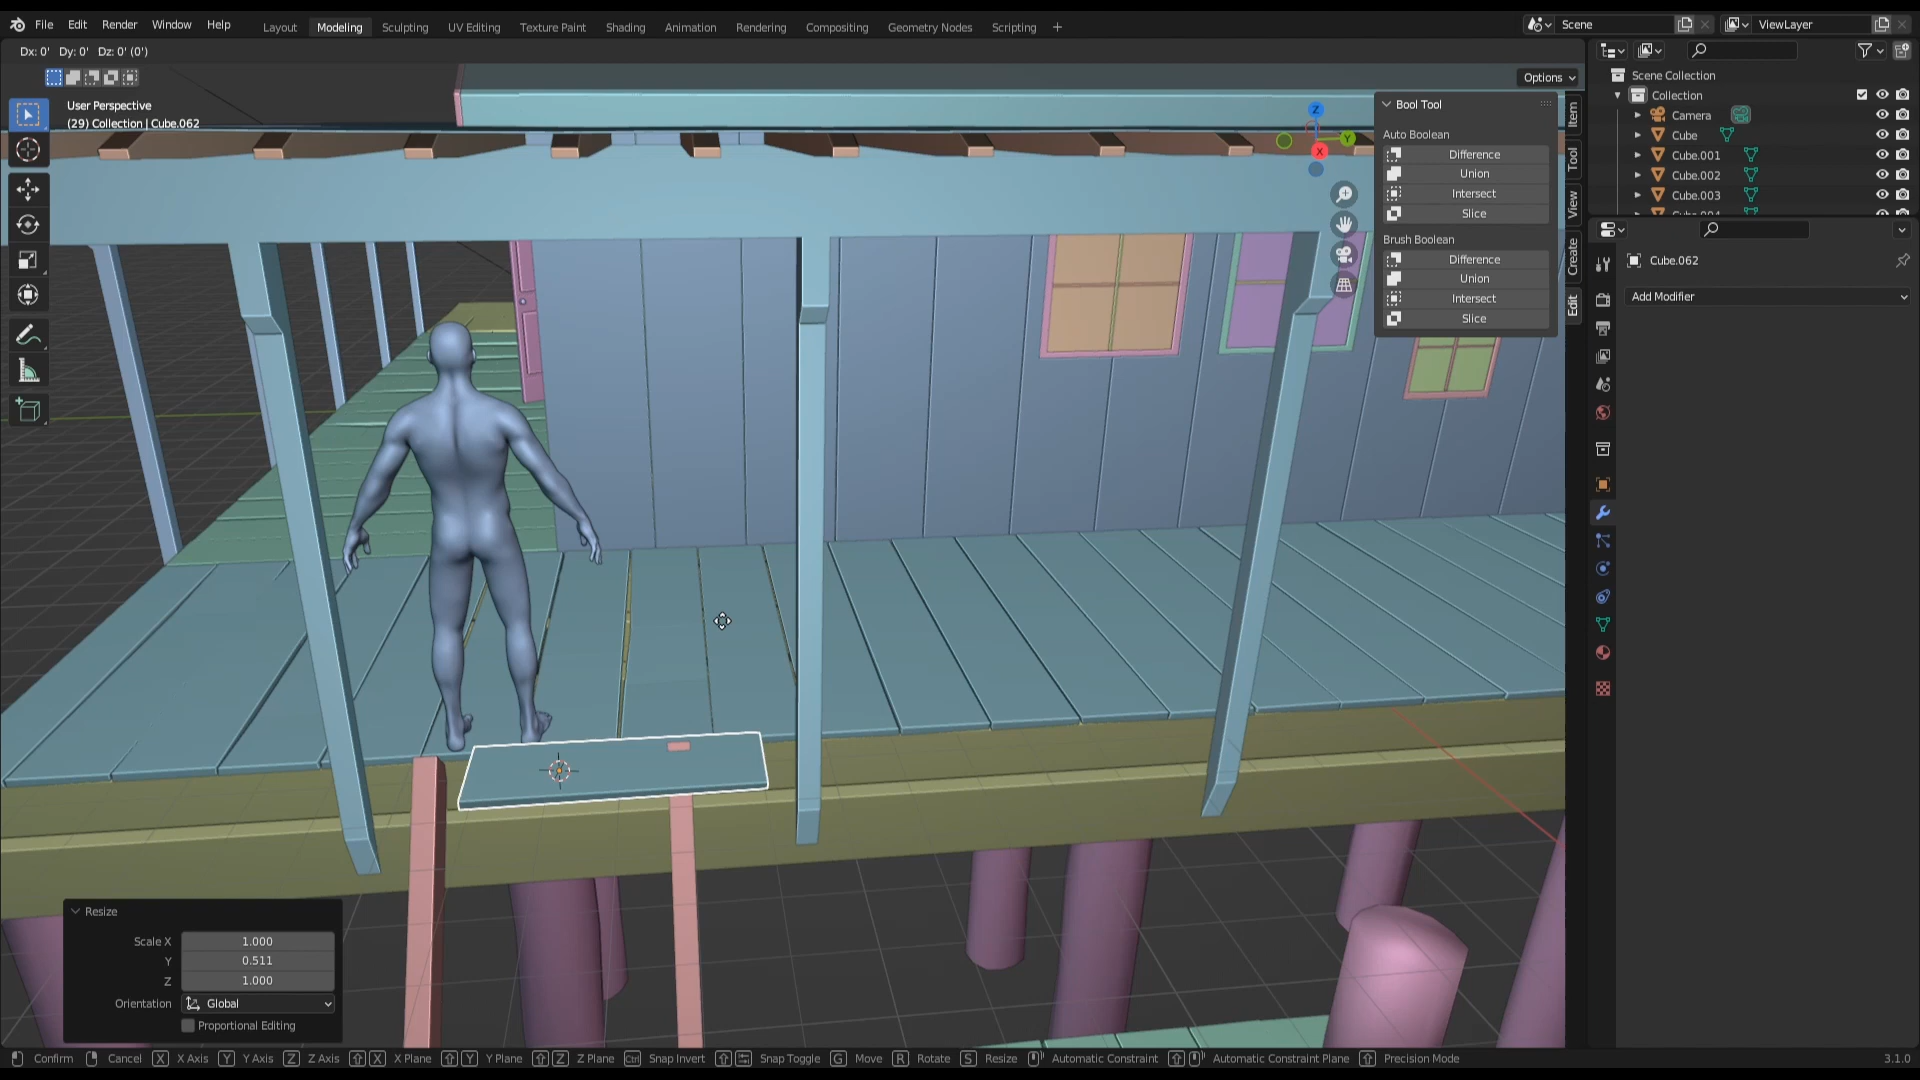 File Edit Render Window Help
Layout Modeling Sculpting UV Editing Texture Paint Shading Animation Rendering Compositing Geometry Nodes Scripting +
Scene
ViewLayer
Dx: 0' Dy: 0' Dz: 0' (0')
Options
User Perspective
(29) Collection | Cube.062
Z
Y
X
Bool Tool
Auto Boolean
Difference
Union
Intersect
Slice
Brush Boolean
Difference
Union
Intersect
Slice
Item
Tool
View
Create
Edit
Scene Collection
Collection
Camera
Cube
Cube.001
Cube.002
Cube.003
Cube.004
Cube.062
Add Modifier
Resize
Scale X 1.000
Y 0.511
Z 1.000
Orientation Global
Proportional Editing
Confirm Cancel X X Axis Y Y Axis Z Z Axis X X Plane Y Y Plane Z Z Plane Ctrl Snap Invert Snap Toggle G Move R Rotate S Resize Automatic Constraint Automatic Constraint Plane Precision Mode
3.1.0